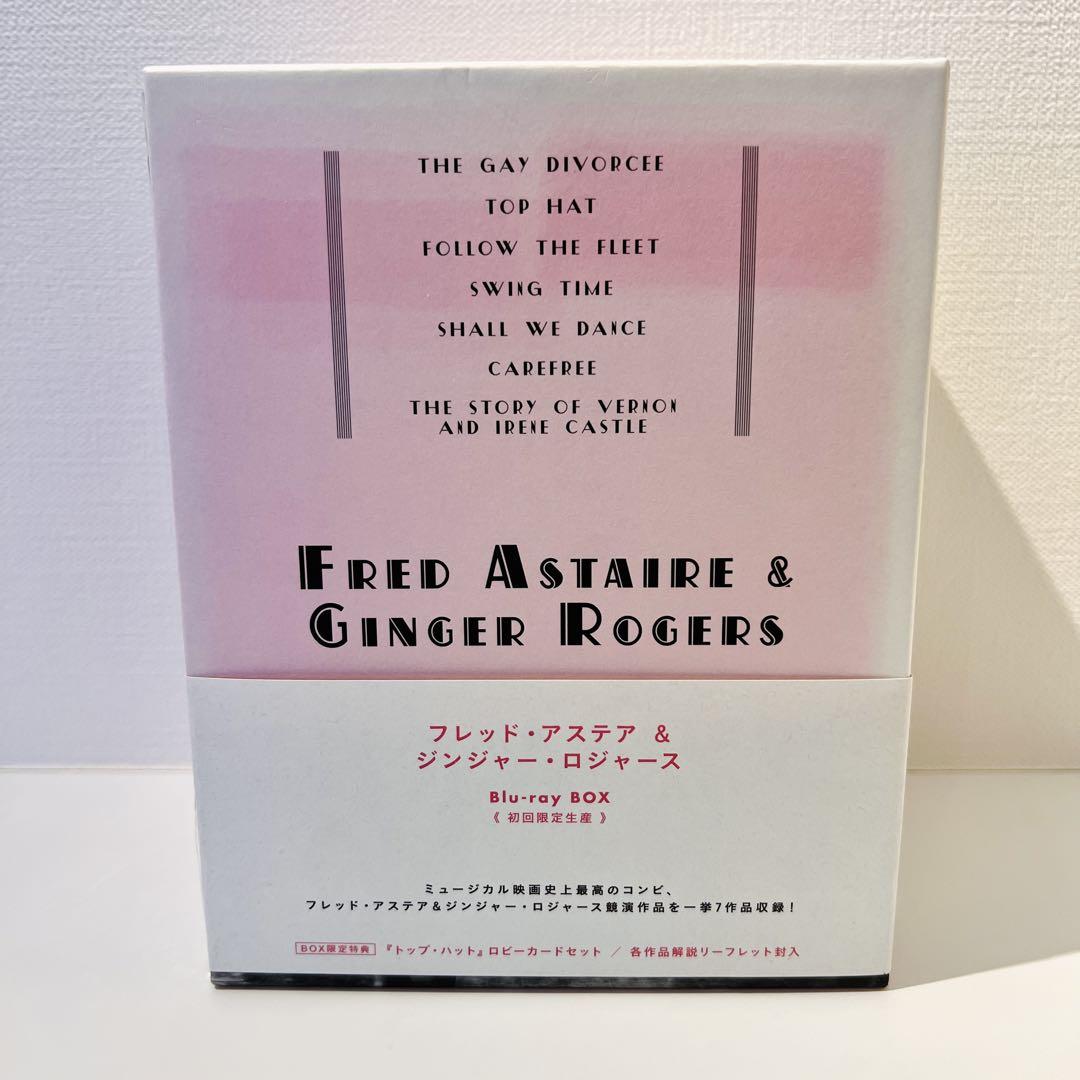 THE GAY DIVORCEE
TOP HAT
FOLLOW THE FLEET
SWING TIME
SHALL WE DANCE
CAREFREE
THE STORY OF VERNON
AND IRENE CASTLE
FRED ASTAIRE &
GINGER ROGERS
フレッド・アステア &
ジンジャー・ロジャース
Blu-ray BOX
《 初回限定生産 》
ミュージカル映画史上最高のコンビ、
フレッド・アステア&ジンジャー・ロジャース競演作品を一挙7作品収録!
BOX限定特典 『トップ・ハット』ロビーカードセット / 各作品解説リーフレット封入